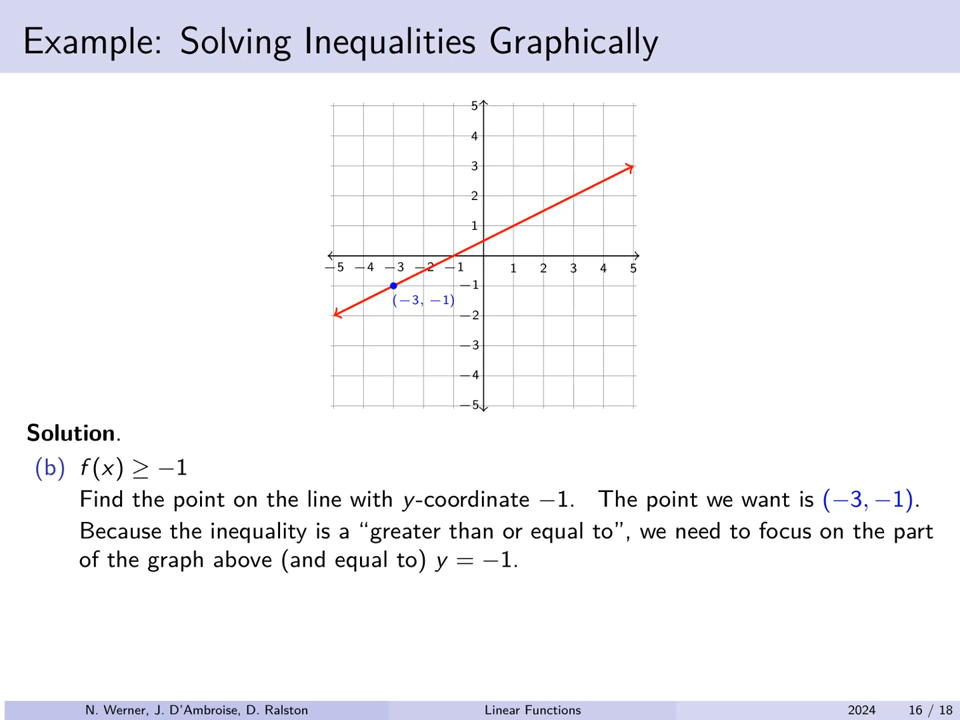 Example: Solving Inequalities Graphically
5
4
3
2
1
−5 −4 −3 −2 −1 1 2 3 4 5
−1
(−3, −1)
−2
−3
−4
−5
Solution.
(b) f(x) ≥ −1
Find the point on the line with y-coordinate −1. The point we want is (−3, −1).
Because the inequality is a “greater than or equal to”, we need to focus on the part
of the graph above (and equal to) y = −1.
N. Werner, J. D'Ambroise, D. Ralston Linear Functions 2024 16 / 18